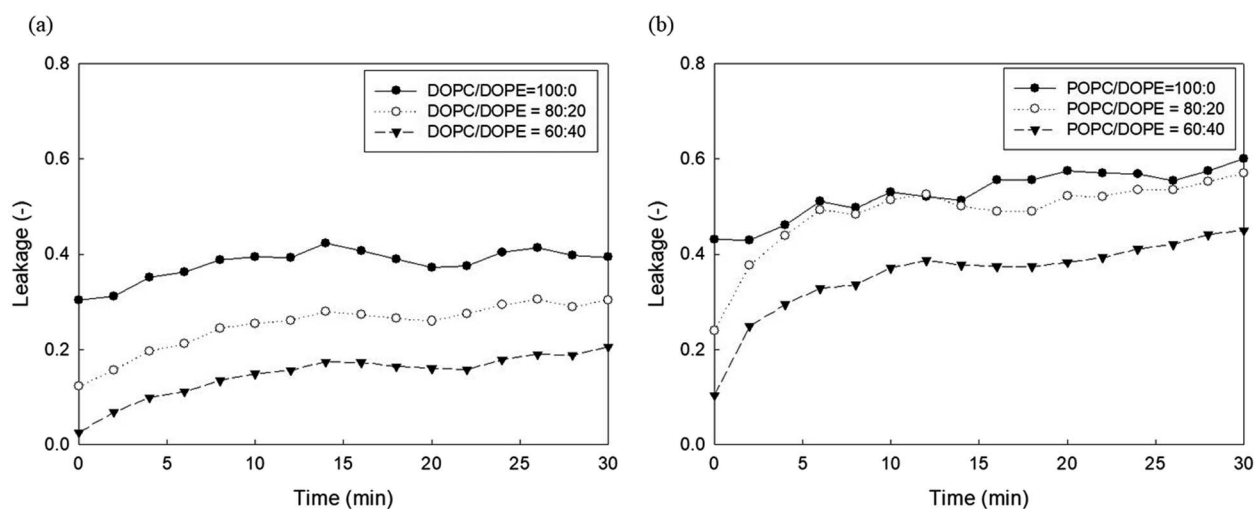 (a)
0.8
0.6
0.4
0.2
0.0
Leakage (-)
DOPC/DOPE=100:0
DOPC/DOPE = 80:20
DOPC/DOPE = 60:40
0 5 10 15 20 25 30
Time (min)
(b)
0.8
0.6
0.4
0.2
0.0
Leakage (-)
POPC/DOPE=100:0
POPC/DOPE = 80:20
POPC/DOPE = 60:40
0 5 10 15 20 25 30
Time (min)